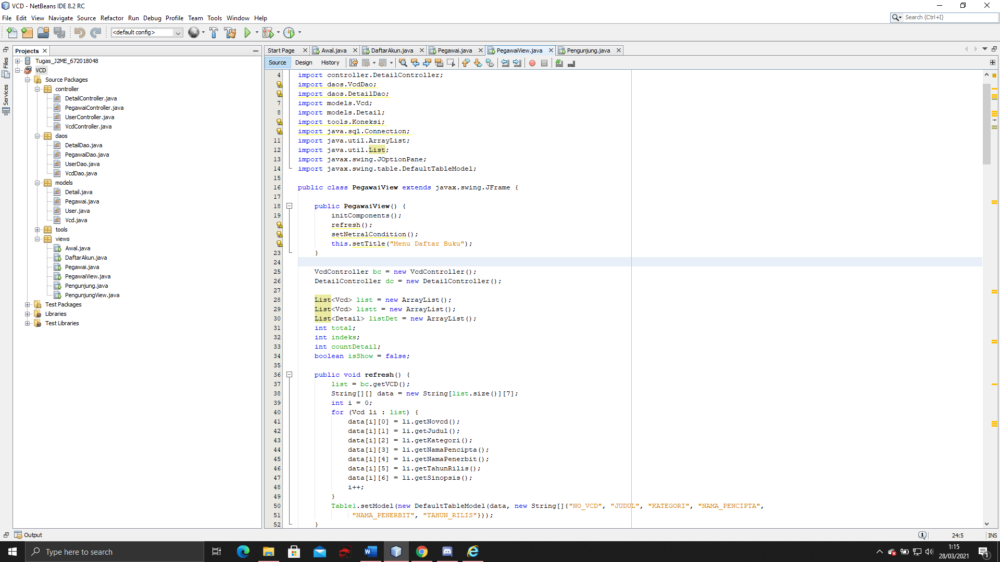 VCD - NetBeans IDE 8.2 RC
File Edit View Navigate Source Refactor Run Debug Profile Team Tools Window Help
Search (Ctrl+I)
<default config>
Files
Services
Projects
Tugas_J2ME_672018048
VCD
Source Packages
controller
DetailController.java
PegawaiController.java
UserController.java
VcdController.java
daos
DetailDao.java
PegawaiDao.java
UserDao.java
VcdDao.java
models
Detail.java
Pegawai.java
User.java
Vcd.java
tools
views
Awal.java
DaftarAkun.java
Pegawai.java
PegawaiView.java
Pengunjung.java
PengunjungView.java
Test Packages
Libraries
Test Libraries
Start Page Awal.java DaftarAkun.java Pegawai.java PegawaiView.java Pengunjung.java
Source Design History
4 import controller.DetailController;
import daos.VcdDao;
import daos.DetailDao;
7 import models.Vcd;
8 import models.Detail;
import tools.Koneksi;
import java.sql.Connection;
11 import java.util.ArrayList;
12 import java.util.List;
13 import javax.swing.JOptionPane;
14 import javax.swing.table.DefaultTableModel;
15
16 public class PegawaiView extends javax.swing.JFrame {
17
18 public PegawaiView() {
19 initComponents();
refresh();
setNetralCondition();
this.setTitle("Menu Daftar Buku");
23 }
24
25 VcdController bc = new VcdController();
26 DetailController dc = new DetailController();
27
28 List<Vcd> list = new ArrayList();
29 List<Vcd> listt = new ArrayList();
30 List<Detail> listDet = new ArrayList();
31 int total;
32 int indeks;
33 int countDetail;
34 boolean isShow = false;
35
36 public void refresh() {
37 list = bc.getVCD();
38 String[][] data = new String[list.size()][7];
39 int i = 0;
40 for (Vcd li : list) {
41 data[i][0] = li.getNovcd();
42 data[i][1] = li.getJudul();
43 data[i][2] = li.getKategori();
44 data[i][3] = li.getNamaPencipta();
45 data[i][4] = li.getNamaPenerbit();
46 data[i][5] = li.getTahunRilis();
47 data[i][6] = li.getSinopsis();
48 i++;
49 }
50 Table1.setModel(new DefaultTableModel(data, new String[]{"NO_VCD", "JUDUL", "KATEGORI", "NAMA_PENCIPTA",
51 "NAMA_PENERBIT", "TAHUN_RILIS"}));
52 }
Output
1
24:5
INS
Type here to search
1:15
28/03/2021
1